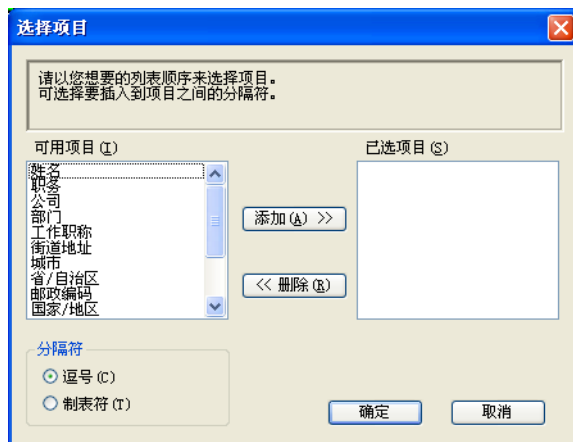 选择项目
请以您想要的列表顺序来选择项目。
可选择要插入到项目之间的分隔符。
可用项目(I)
已选项目(S)
姓名
职务
公司
部门
工作职称
街道地址
城市
省/自治区
邮政编码
国家/地区
添加(A) >>
<< 删除(R)
分隔符
逗号(C)
制表符(T)
确定
取消